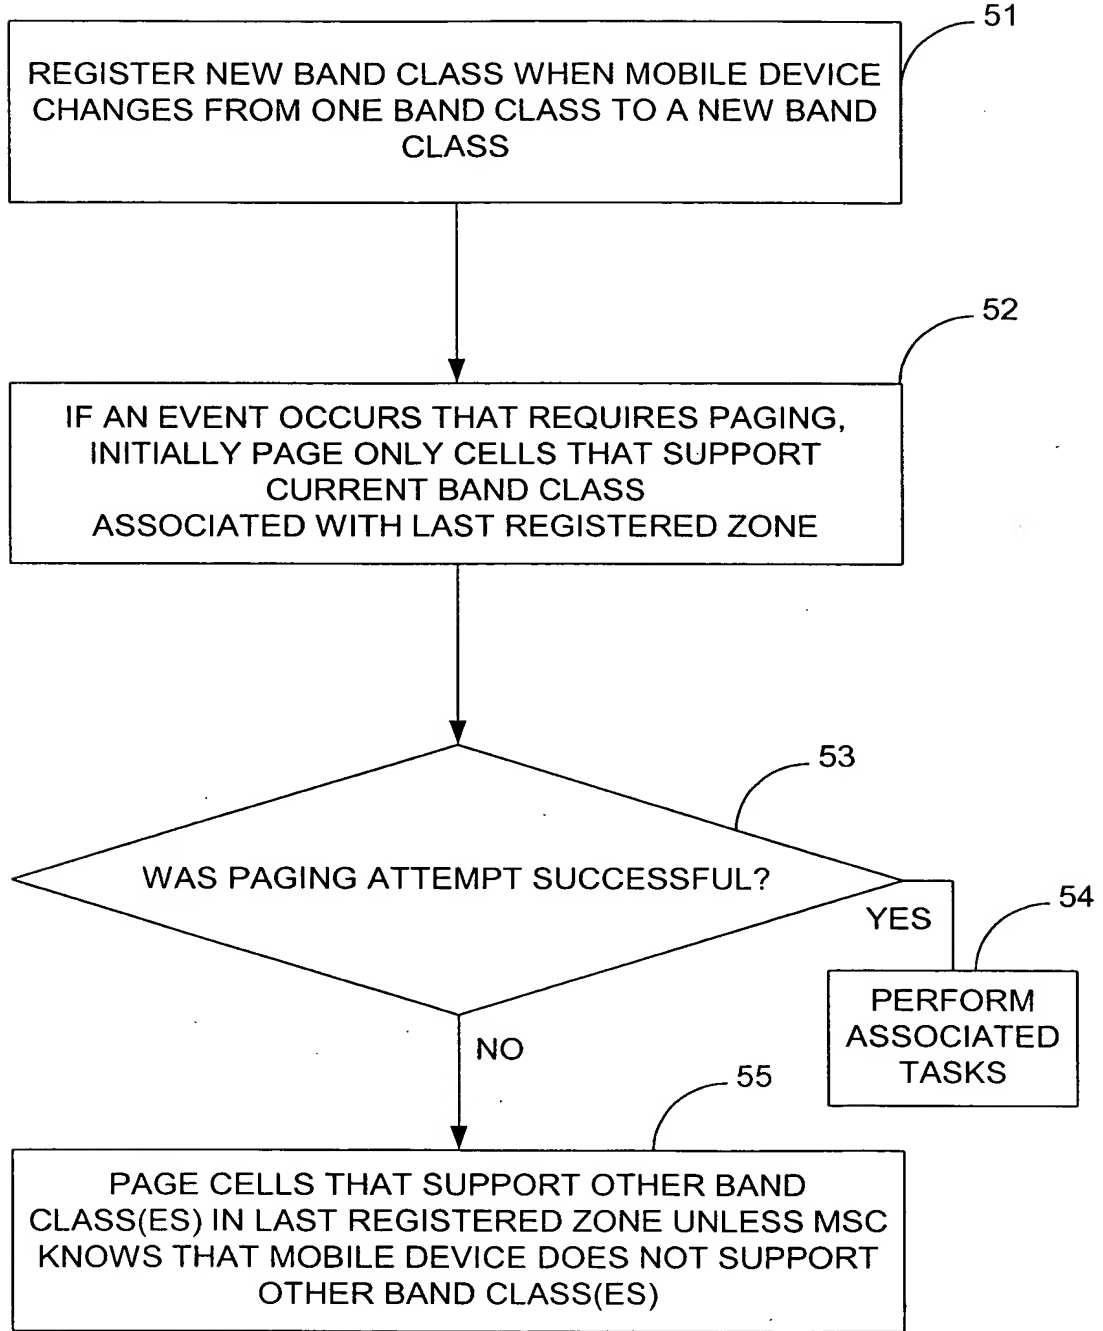 51
REGISTER NEW BAND CLASS WHEN MOBILE DEVICE
CHANGES FROM ONE BAND CLASS TO A NEW BAND
CLASS
52
IF AN EVENT OCCURS THAT REQUIRES PAGING,
INITIALLY PAGE ONLY CELLS THAT SUPPORT
CURRENT BAND CLASS
ASSOCIATED WITH LAST REGISTERED ZONE
53
WAS PAGING ATTEMPT SUCCESSFUL?
YES
54
PERFORM
ASSOCIATED
TASKS
NO
55
PAGE CELLS THAT SUPPORT OTHER BAND
CLASS(ES) IN LAST REGISTERED ZONE UNLESS MSC
KNOWS THAT MOBILE DEVICE DOES NOT SUPPORT
OTHER BAND CLASS(ES)